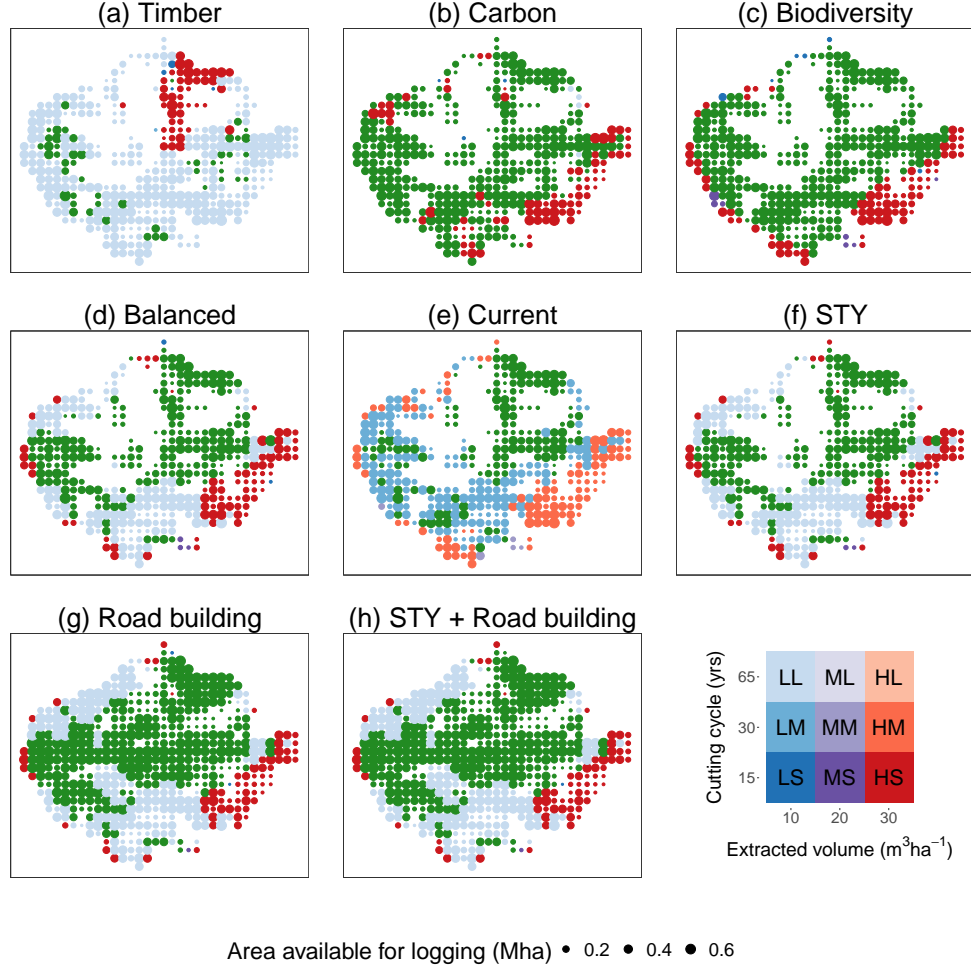 (a) Timber
(b) Carbon
(c) Biodiversity
(d) Balanced
(e) Current
(f) STY
(g) Road building
(h) STY + Road building
Cutting cycle (yrs)
65
LL ML HL
30
LM MM HM
15
LS MS HS
10 20 30
Extracted volume (m³ha⁻¹)
Area available for logging (Mha) 0.2 0.4 0.6